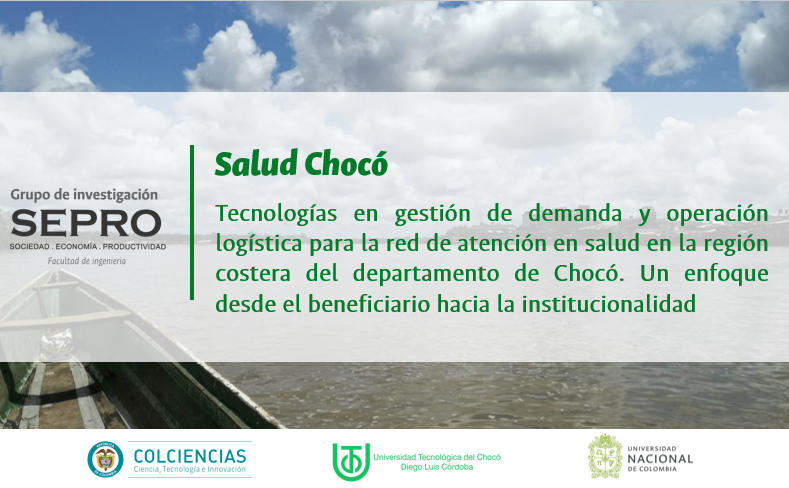 Salud Chocó
Grupo de investigación
SEPRO
SOCIEDAD . ECONOMÍA . PRODUCTIVIDAD
Facultad de ingeniería
Tecnologías en gestión de demanda y operación
logística para la red de atención en salud en la región
costera del departamento de Chocó. Un enfoque
desde el beneficiario hacia la institucionalidad
COLCIENCIAS
Ciencia, Tecnología e Innovación
Universidad Tecnológica del Chocó
Diego Luis Córdoba
UNIVERSIDAD
NACIONAL
DE COLOMBIA